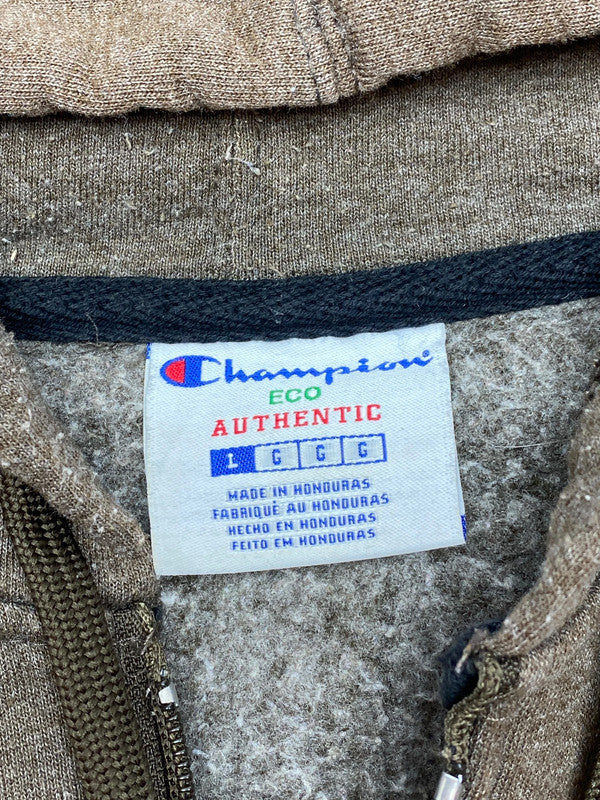 Champion
ECO
AUTHENTIC
L G G G
MADE IN HONDURAS
FABRIQUÉ AU HONDURAS
HECHO EN HONDURAS
FEITO EM HONDURAS